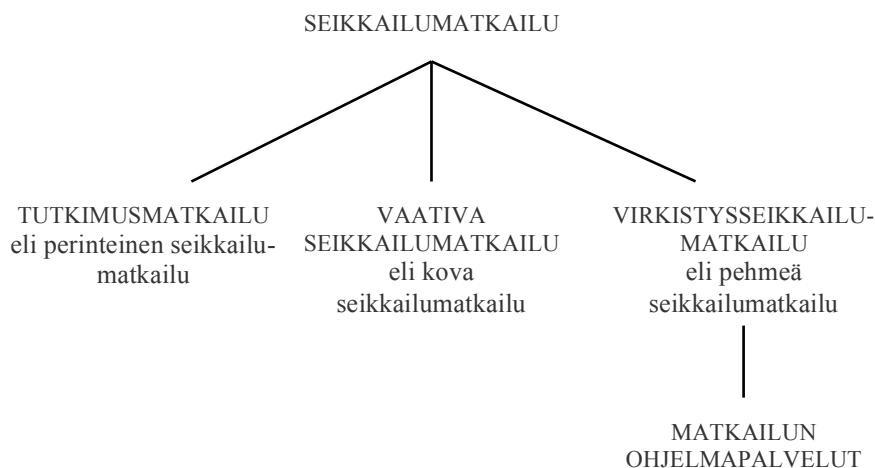 SEIKKAILUMATKAILU
TUTKIMUSMATKAILU
eli perinteinen seikkailu-
matkailu
VAATIVA
SEIKKAILUMATKAILU
eli kova
seikkailumatkailu
VIRKISTYSSEIKKAILU-
MATKAILU
eli pehmeä
seikkailumatkailu
MATKAILUN
OHJELMAPALVELUT